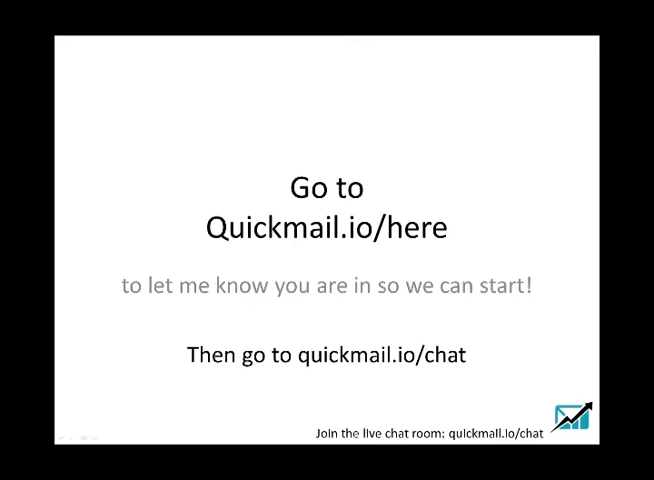 Go to
Quickmail.io/here
to let me know you are in so we can start!
Then go to quickmail.io/chat
Join the live chat room: quickmail.io/chat